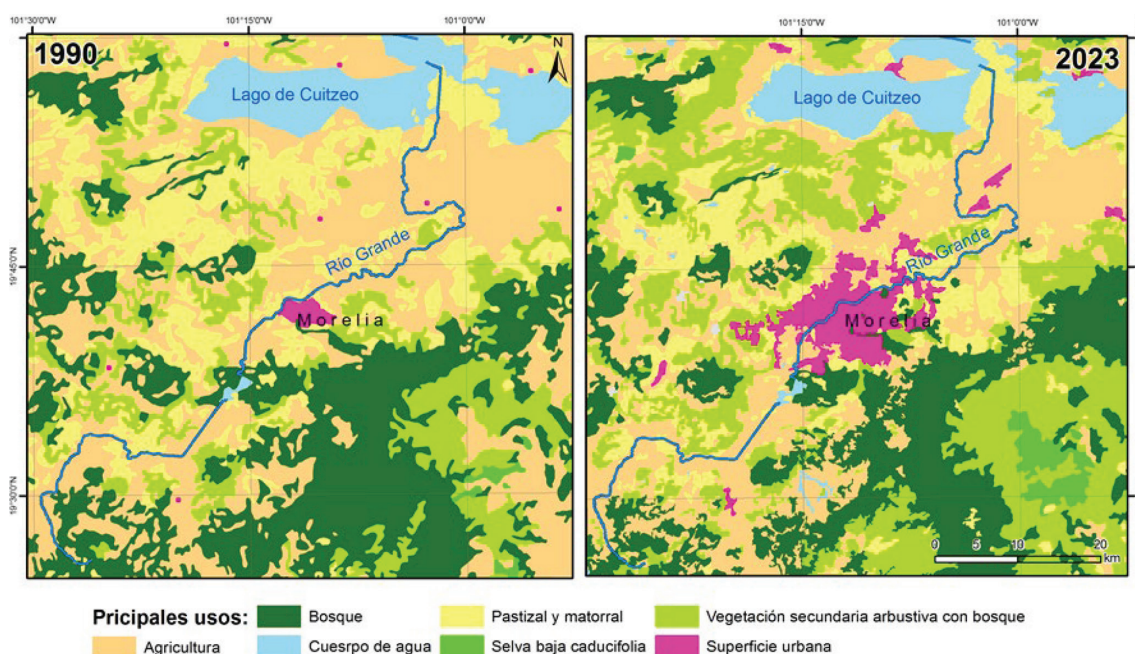 101°30'0"W 101°15'0"W 101°0'0"W
101°15'0"W 101°0'0"W
1990
N
2023
Lago de Cuitzeo
Lago de Cuitzeo
19°45'0"N
Río Grande
Río Grande
Morelia
Morelia
19°30'0"N
0 5 10 20
km
Pricipales usos:
Bosque
Pastizal y matorral
Vegetación secundaria arbustiva con bosque
Agricultura
Cuesrpo de agua
Selva baja caducifolia
Superficie urbana